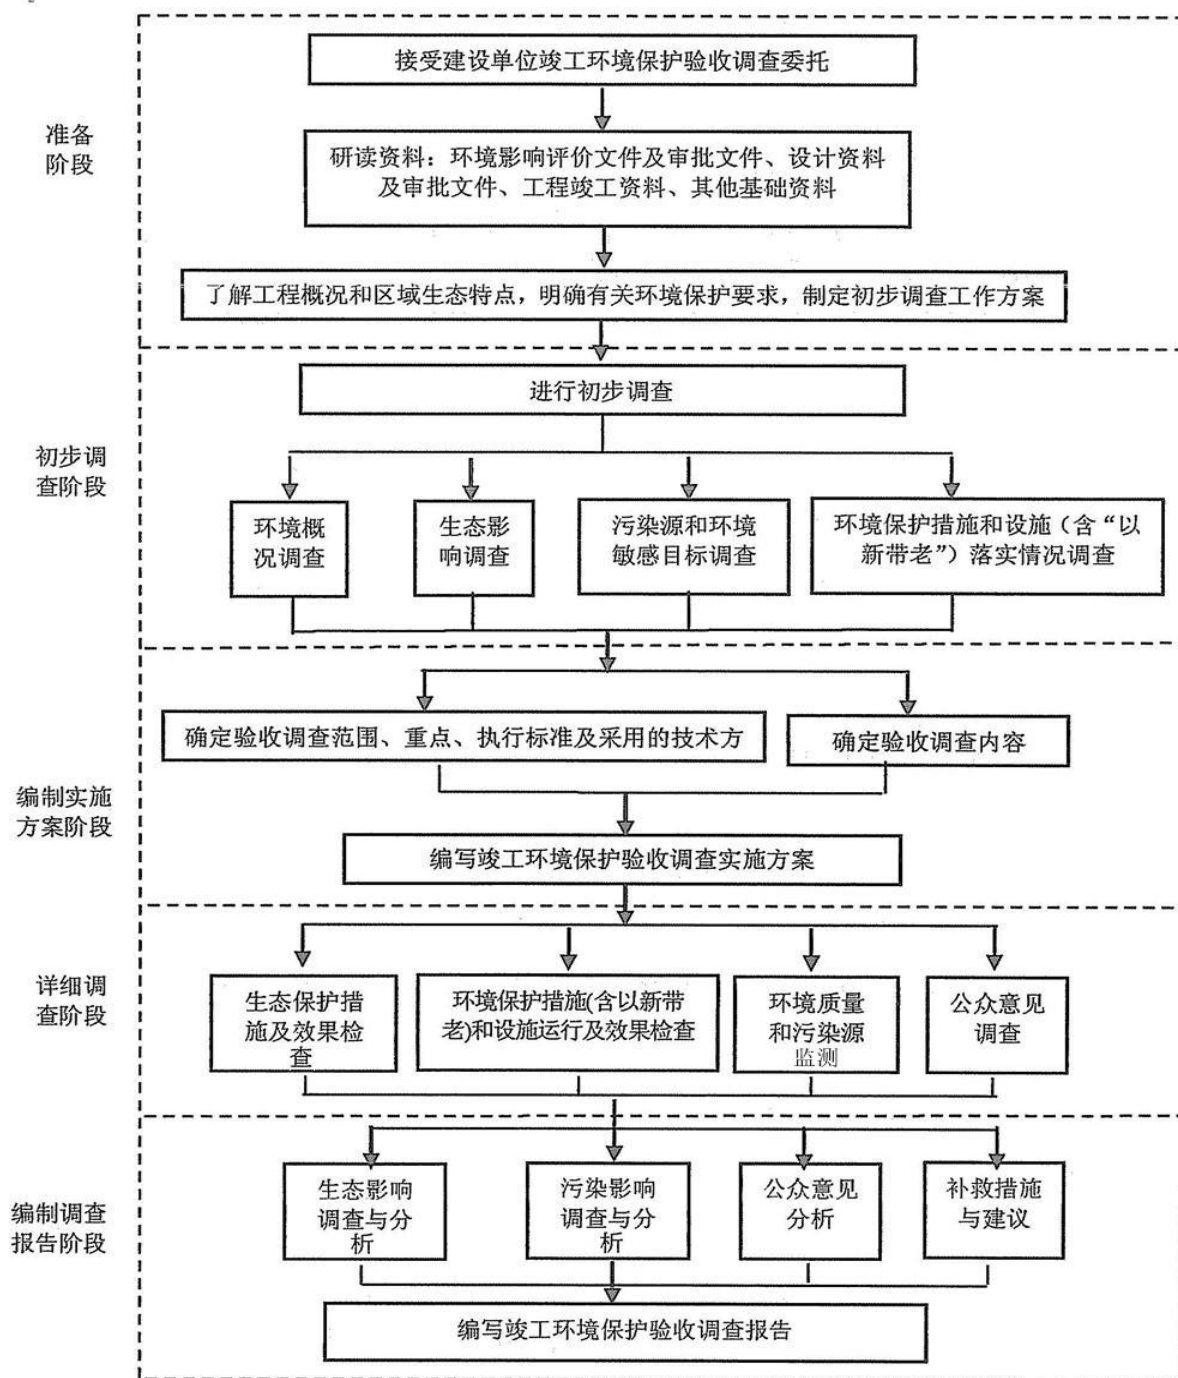 接受建设单位竣工环境保护验收调查委托
准备
阶段
研读资料：环境影响评价文件及审批文件、设计资料
及审批文件、工程竣工资料、其他基础资料
了解工程概况和区域生态特点，明确有关环境保护要求，制定初步调查工作方案
进行初步调查
初步调
查阶段
环境概
况调查
生态影
响调查
污染源和环境
敏感目标调查
环境保护措施和设施（含“以
新带老”）落实情况调查
确定验收调查范围、重点、执行标准及采用的技术方
确定验收调查内容
编制实施
方案阶段
编写竣工环境保护验收调查实施方案
详细调
查阶段
生态保护措
施及效果检
查
环境保护措施(含以新带
老)和设施运行及效果检查
环境质量
和污染源
监测
公众意见
调查
编制调查
报告阶段
生态影响
调查与分
析
污染影响
调查与分
析
公众意见
分析
补救措施
与建议
编写竣工环境保护验收调查报告